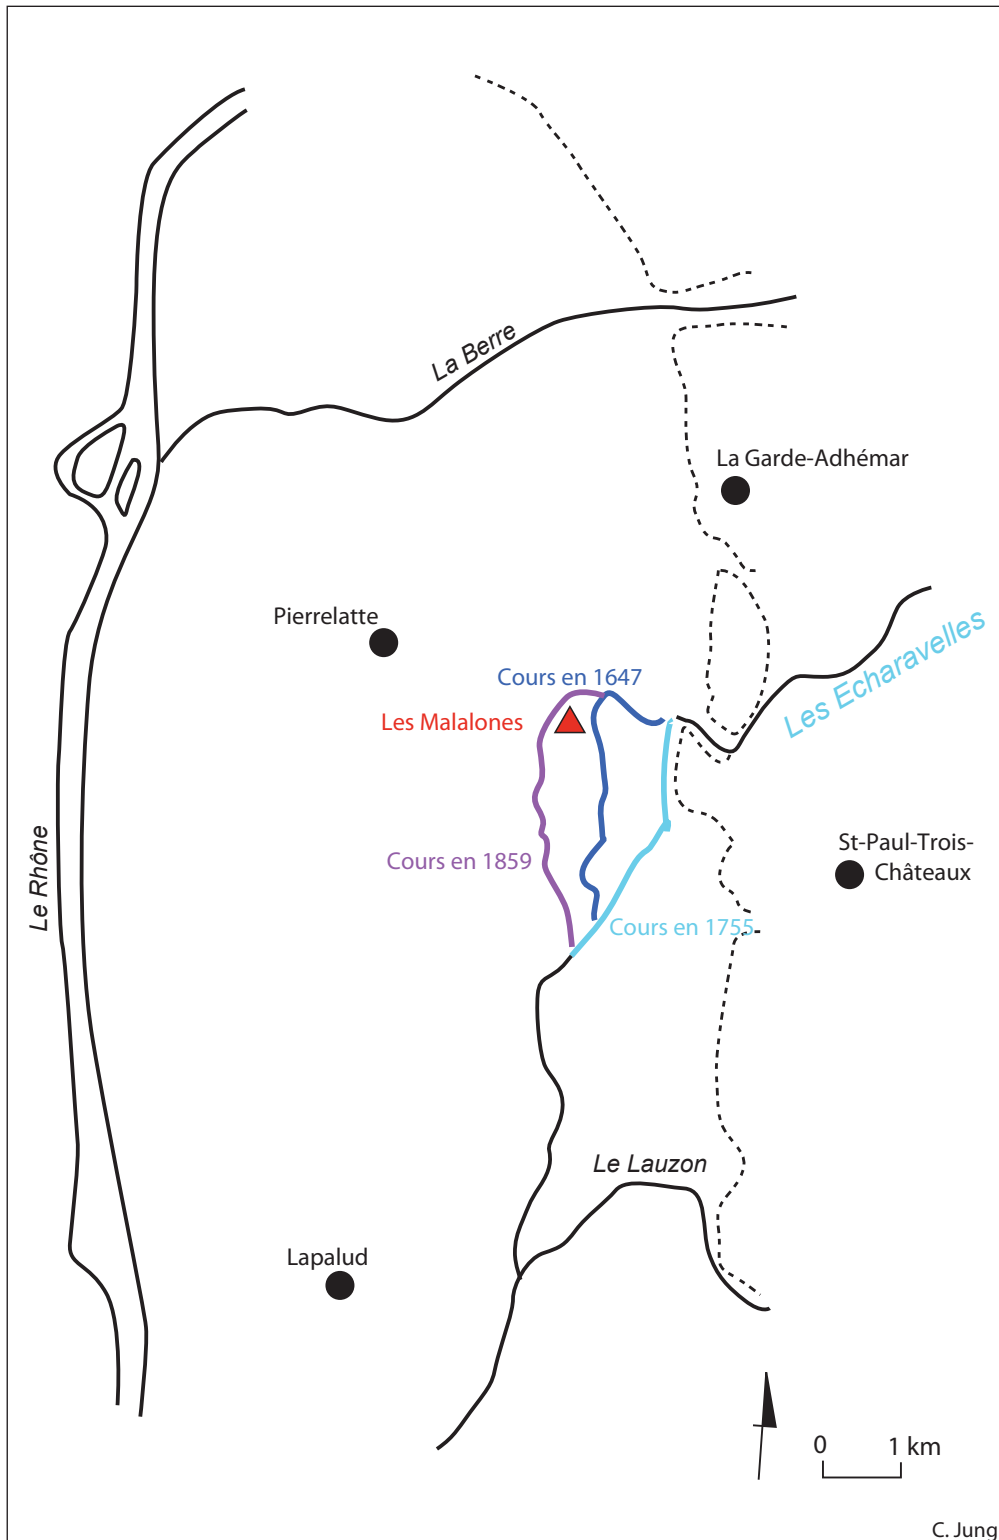 La Berre
La Garde-Adhémar
Pierrelatte
Les Echaravelles
Cours en 1647
Les Malalones
Le Rhône
St-Paul-Trois-
Châteaux
Cours en 1859
Cours en 1755
Le Lauzon
Lapalud
0 1 km
C. Jung